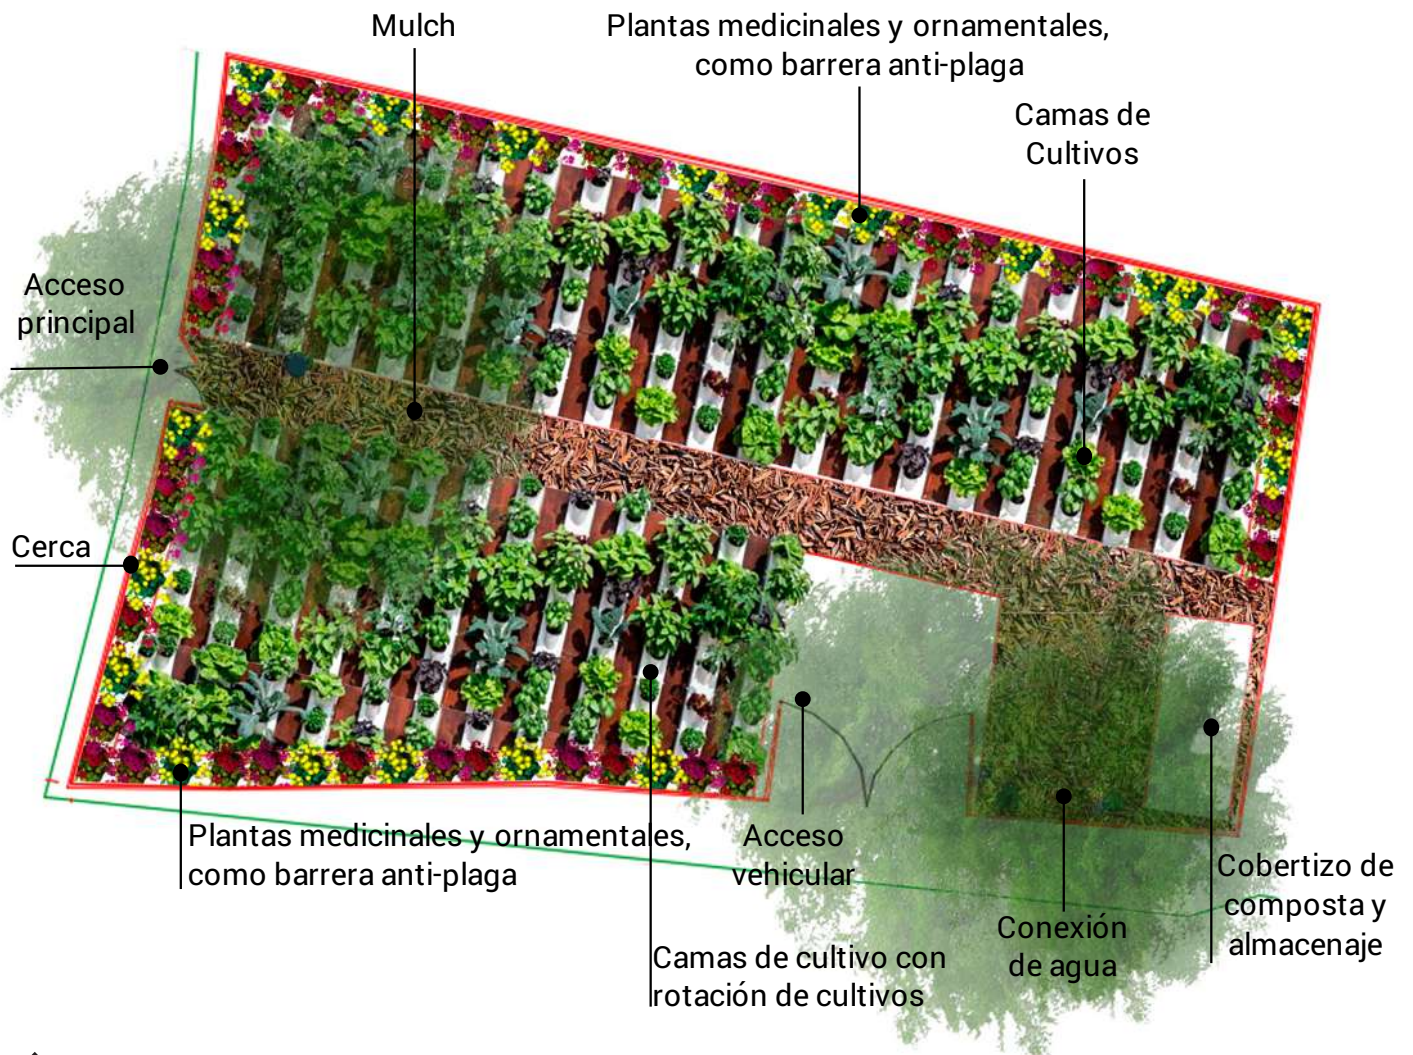 Mulch
Plantas medicinales y ornamentales,
como barrera anti-plaga
Camas de
Cultivos
Acceso
principal
Cerca
Plantas medicinales y ornamentales,
como barrera anti-plaga
Acceso
vehicular
Camas de cultivo con
rotación de cultivos
Conexión
de agua
Cobertizo de
composta y
almacenaje